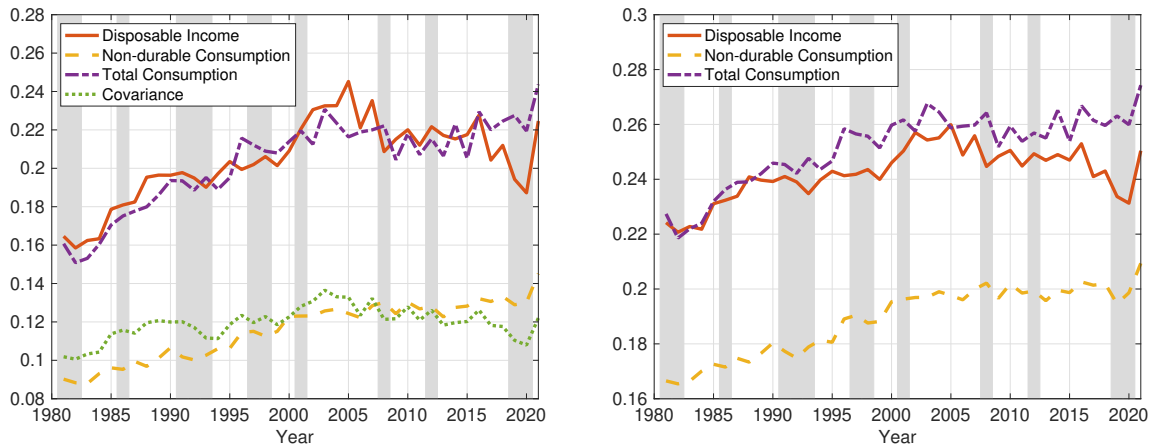 0.28
0.26
0.24
0.22
0.2
0.18
0.16
0.14
0.12
0.1
0.08
Disposable Income
Non-durable Consumption
Total Consumption
Covariance
1980 1985 1990 1995 2000 2005 2010 2015 2020
Year
0.3
0.28
0.26
0.24
0.22
0.2
0.18
0.16
Disposable Income
Non-durable Consumption
Total Consumption
1980 1985 1990 1995 2000 2005 2010 2015 2020
Year